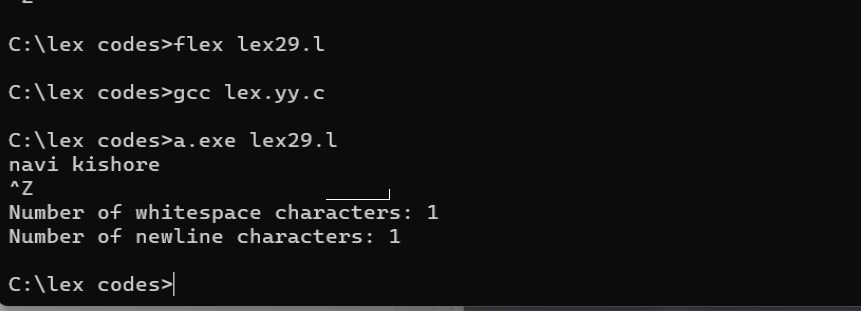 C:\lex codes>flex lex29.l
C:\lex codes>gcc lex.yy.c
C:\lex codes>a.exe lex29.l
navi kishore
^Z
Number of whitespace characters: 1
Number of newline characters: 1
C:\lex codes>